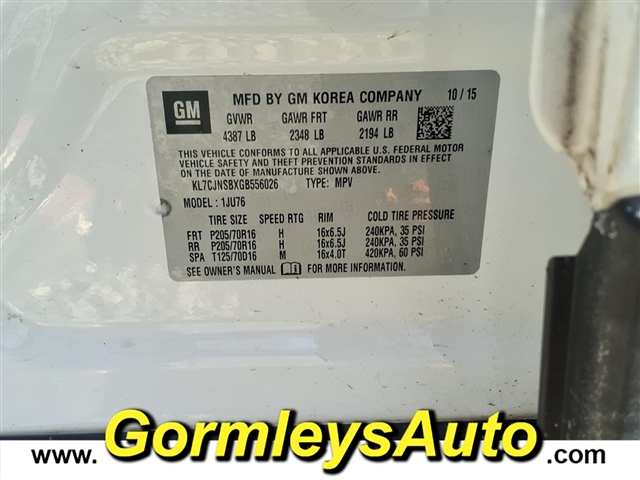 GM
MFD BY GM KOREA COMPANY 10 / 15
GVWR GAWR FRT GAWR RR
4387 LB 2348 LB 2194 LB
THIS VEHICLE CONFORMS TO ALL APPLICABLE U.S. FEDERAL MOTOR
VEHICLE SAFETY, BUMPER, AND THEFT PREVENTION STANDARDS IN EFFECT
ON THE DATE OF MANUFACTURE SHOWN ABOVE.
KL7CJNSBXGB556026 TYPE: MPV
MODEL : 1JU76
TIRE SIZE SPEED RTG RIM COLD TIRE PRESSURE
FRT P205/70R16 H 16x6.5J 240KPA, 35 PSI
RR P205/70R16 H 16x6.5J 240KPA, 35 PSI
SPA T125/70D16 M 16x4.0T 420KPA, 60 PSI
SEE OWNER'S MANUAL FOR MORE INFORMATION.
www.GormleysAuto.com